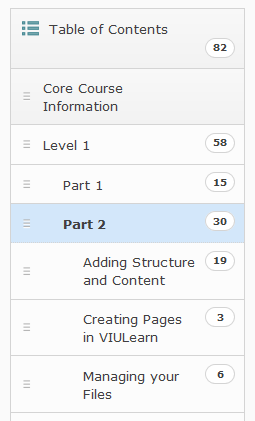 Table of Contents
82
Core Course
Information
Level 1
58
Part 1
15
Part 2
30
Adding Structure
19
and Content
Creating Pages
3
in VIULearn
Managing your
6
Files